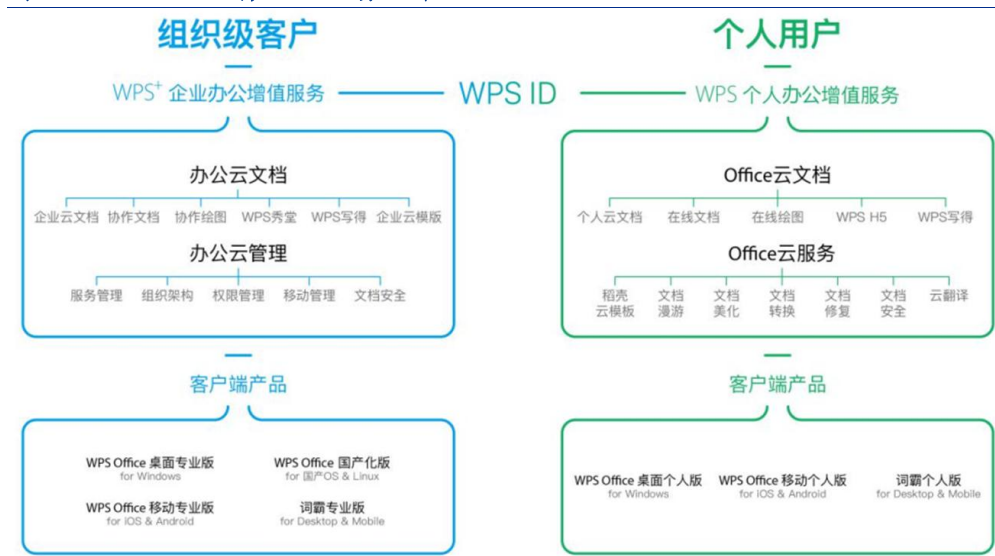 组织级客户
个人用户
WPS⁺ 企业办公增值服务
WPS ID
WPS 个人办公增值服务
办公云文档
企业云文档 协作文档 协作绘图 WPS秀堂 WPS写得 企业云模版
办公云管理
服务管理 组织架构 权限管理 移动管理 文档安全
Office云文档
个人云文档 在线文档 在线绘图 WPS H5 WPS写得
Office云服务
稻壳 文档 文档 文档 文档 文档 云翻译
云模板 漫游 美化 转换 修复 安全
客户端产品
WPS Office 桌面专业版 WPS Office 国产化版
for Windows for 国产OS & Linux
WPS Office 移动专业版 词霸专业版
for iOS & Android for Desktop & Mobile
客户端产品
WPS Office 桌面个人版 WPS Office 移动个人版 词霸个人版
for Windows for IOS & Android for Desktop & Mobile